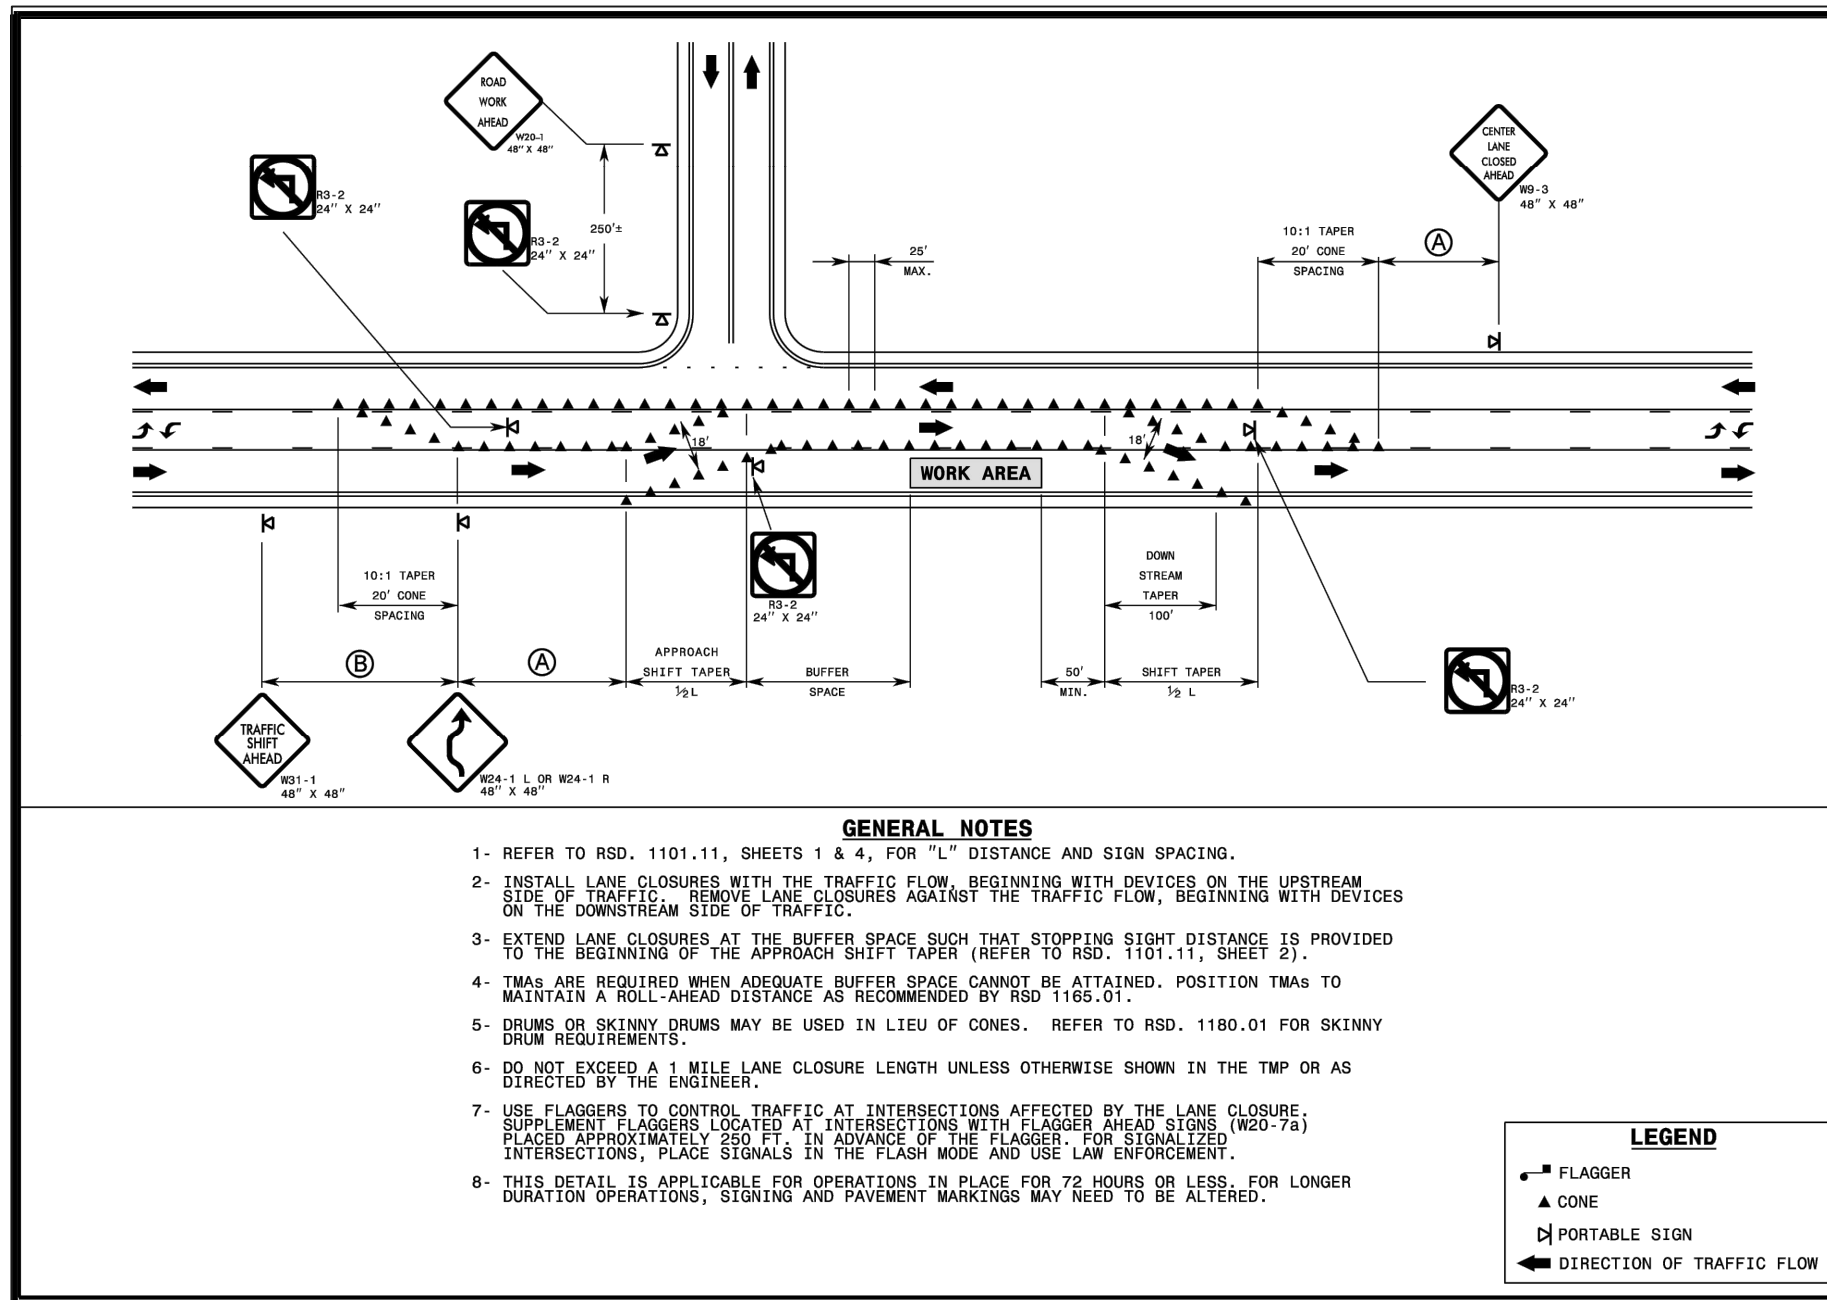 ROAD
WORK
AHEAD
W20-1
48" X 48"
R3-2
24" X 24"
R3-2
24" X 24"
250'±
25'
MAX.
10:1 TAPER
20' CONE
SPACING
A
CENTER
LANE
CLOSED
AHEAD
W9-3
48" X 48"
18'
18'
WORK AREA
10:1 TAPER
20' CONE
SPACING
R3-2
24" X 24"
DOWN
STREAM
TAPER
100'
B
A
APPROACH
SHIFT TAPER
½ L
BUFFER
SPACE
50'
MIN.
SHIFT TAPER
½ L
R3-2
24" X 24"
TRAFFIC
SHIFT
AHEAD
W31-1
48" X 48"
W24-1 L OR W24-1 R
48" X 48"
GENERAL NOTES
1- REFER TO RSD. 1101.11, SHEETS 1 & 4, FOR "L" DISTANCE AND SIGN SPACING.
2- INSTALL LANE CLOSURES WITH THE TRAFFIC FLOW, BEGINNING WITH DEVICES ON THE UPSTREAM
SIDE OF TRAFFIC. REMOVE LANE CLOSURES AGAINST THE TRAFFIC FLOW, BEGINNING WITH DEVICES
ON THE DOWNSTREAM SIDE OF TRAFFIC.
3- EXTEND LANE CLOSURES AT THE BUFFER SPACE SUCH THAT STOPPING SIGHT DISTANCE IS PROVIDED
TO THE BEGINNING OF THE APPROACH SHIFT TAPER (REFER TO RSD. 1101.11, SHEET 2).
4- TMAs ARE REQUIRED WHEN ADEQUATE BUFFER SPACE CANNOT BE ATTAINED. POSITION TMAs TO
MAINTAIN A ROLL-AHEAD DISTANCE AS RECOMMENDED BY RSD 1165.01.
5- DRUMS OR SKINNY DRUMS MAY BE USED IN LIEU OF CONES. REFER TO RSD. 1180.01 FOR SKINNY
DRUM REQUIREMENTS.
6- DO NOT EXCEED A 1 MILE LANE CLOSURE LENGTH UNLESS OTHERWISE SHOWN IN THE TMP OR AS
DIRECTED BY THE ENGINEER.
7- USE FLAGGERS TO CONTROL TRAFFIC AT INTERSECTIONS AFFECTED BY THE LANE CLOSURE.
SUPPLEMENT FLAGGERS LOCATED AT INTERSECTIONS WITH FLAGGER AHEAD SIGNS (W20-7a)
PLACED APPROXIMATELY 250 FT. IN ADVANCE OF THE FLAGGER. FOR SIGNALIZED
INTERSECTIONS, PLACE SIGNALS IN THE FLASH MODE AND USE LAW ENFORCEMENT.
8- THIS DETAIL IS APPLICABLE FOR OPERATIONS IN PLACE FOR 72 HOURS OR LESS. FOR LONGER
DURATION OPERATIONS, SIGNING AND PAVEMENT MARKINGS MAY NEED TO BE ALTERED.
LEGEND
FLAGGER
CONE
PORTABLE SIGN
DIRECTION OF TRAFFIC FLOW